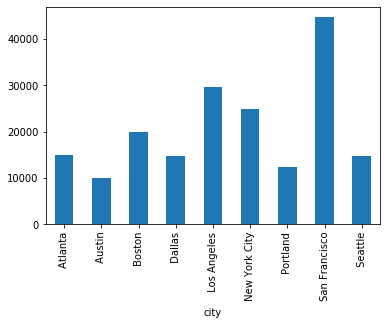 40000
30000
20000
10000
0
Atlanta
Austin
Boston
Dallas
Los Angeles
New York City
Portland
San Francisco
Seattle
city